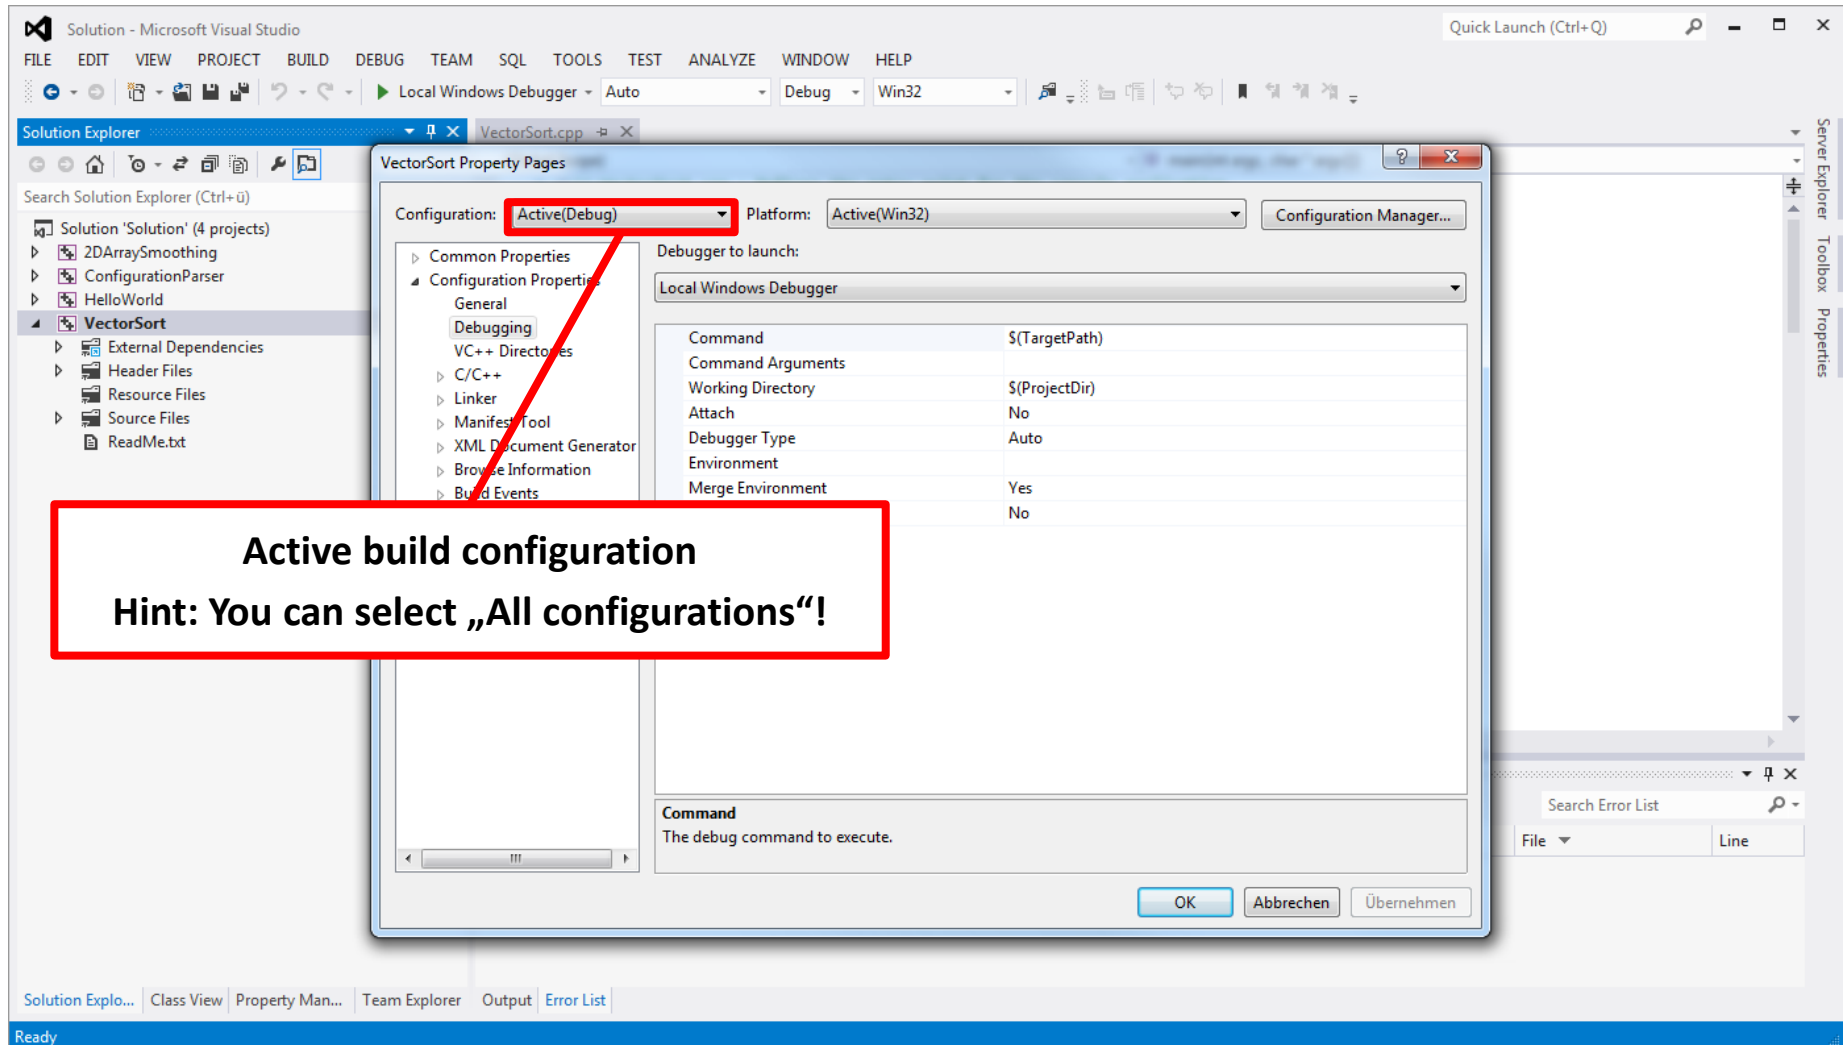 Solution - Microsoft Visual Studio
Quick Launch (Ctrl+Q)
FILE EDIT VIEW PROJECT BUILD DEBUG TEAM SQL TOOLS TEST ANALYZE WINDOW HELP
Local Windows Debugger Auto Debug Win32
Solution Explorer
VectorSort.cpp
Search Solution Explorer (Ctrl+ü)
Solution 'Solution' (4 projects)
2DArraySmoothing
ConfigurationParser
HelloWorld
VectorSort
External Dependencies
Header Files
Resource Files
Source Files
ReadMe.txt
VectorSort Property Pages
Configuration: Active(Debug) Platform: Active(Win32) Configuration Manager...
Common Properties
Configuration Properties
General
Debugging
VC++ Directories
C/C++
Linker
Manifest Tool
XML Document Generator
Browse Information
Build Events
Debugger to launch:
Local Windows Debugger
Command $(TargetPath)
Command Arguments
Working Directory $(ProjectDir)
Attach No
Debugger Type Auto
Environment
Merge Environment Yes
No
Active build configuration
Hint: You can select „All configurations“!
Command
The debug command to execute.
OK Abbrechen Übernehmen
Server Explorer
Toolbox
Properties
Search Error List
File Line
Solution Explo... Class View Property Man... Team Explorer Output Error List
Ready